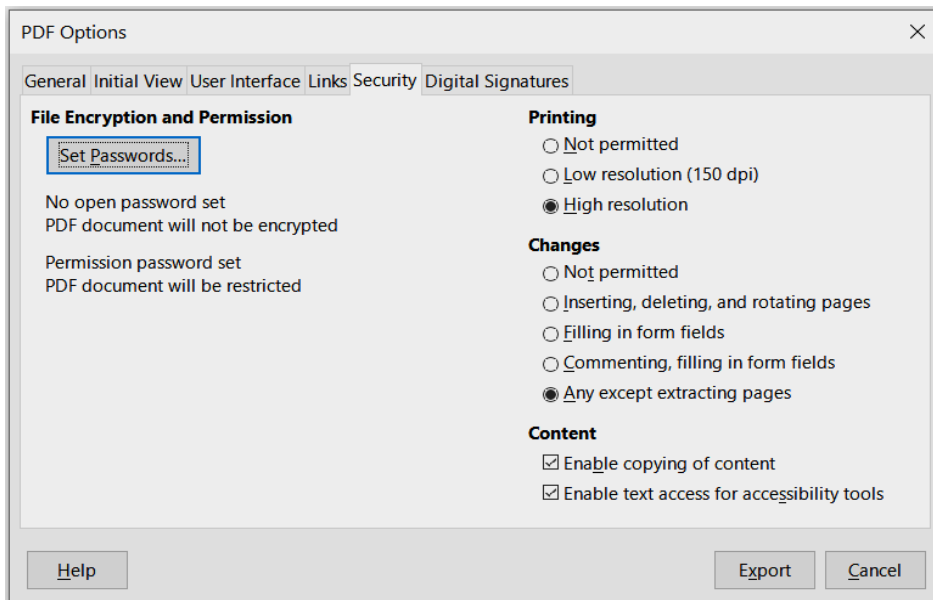 PDF Options
General Initial View User Interface Links Security Digital Signatures
File Encryption and Permission
Set Passwords...
No open password set
PDF document will not be encrypted
Permission password set
PDF document will be restricted
Printing
Not permitted
Low resolution (150 dpi)
High resolution
Changes
Not permitted
Inserting, deleting, and rotating pages
Filling in form fields
Commenting, filling in form fields
Any except extracting pages
Content
Enable copying of content
Enable text access for accessibility tools
Help
Export
Cancel